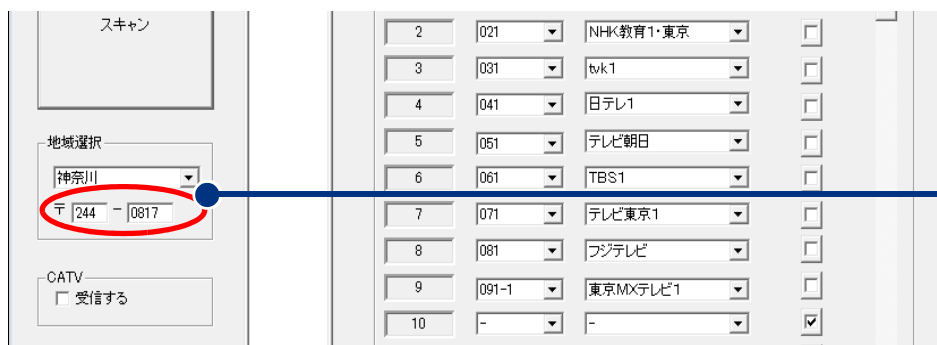 スキャン
地域選択
神奈川
〒 244 - 0817
CATV
受信する
2 021 NHK教育1・東京
3 031 tvk1
4 041 日テレ1
5 051 テレビ朝日
6 061 TBS1
7 071 テレビ東京1
8 081 フジテレビ
9 091-1 東京MXテレビ1
10 - -